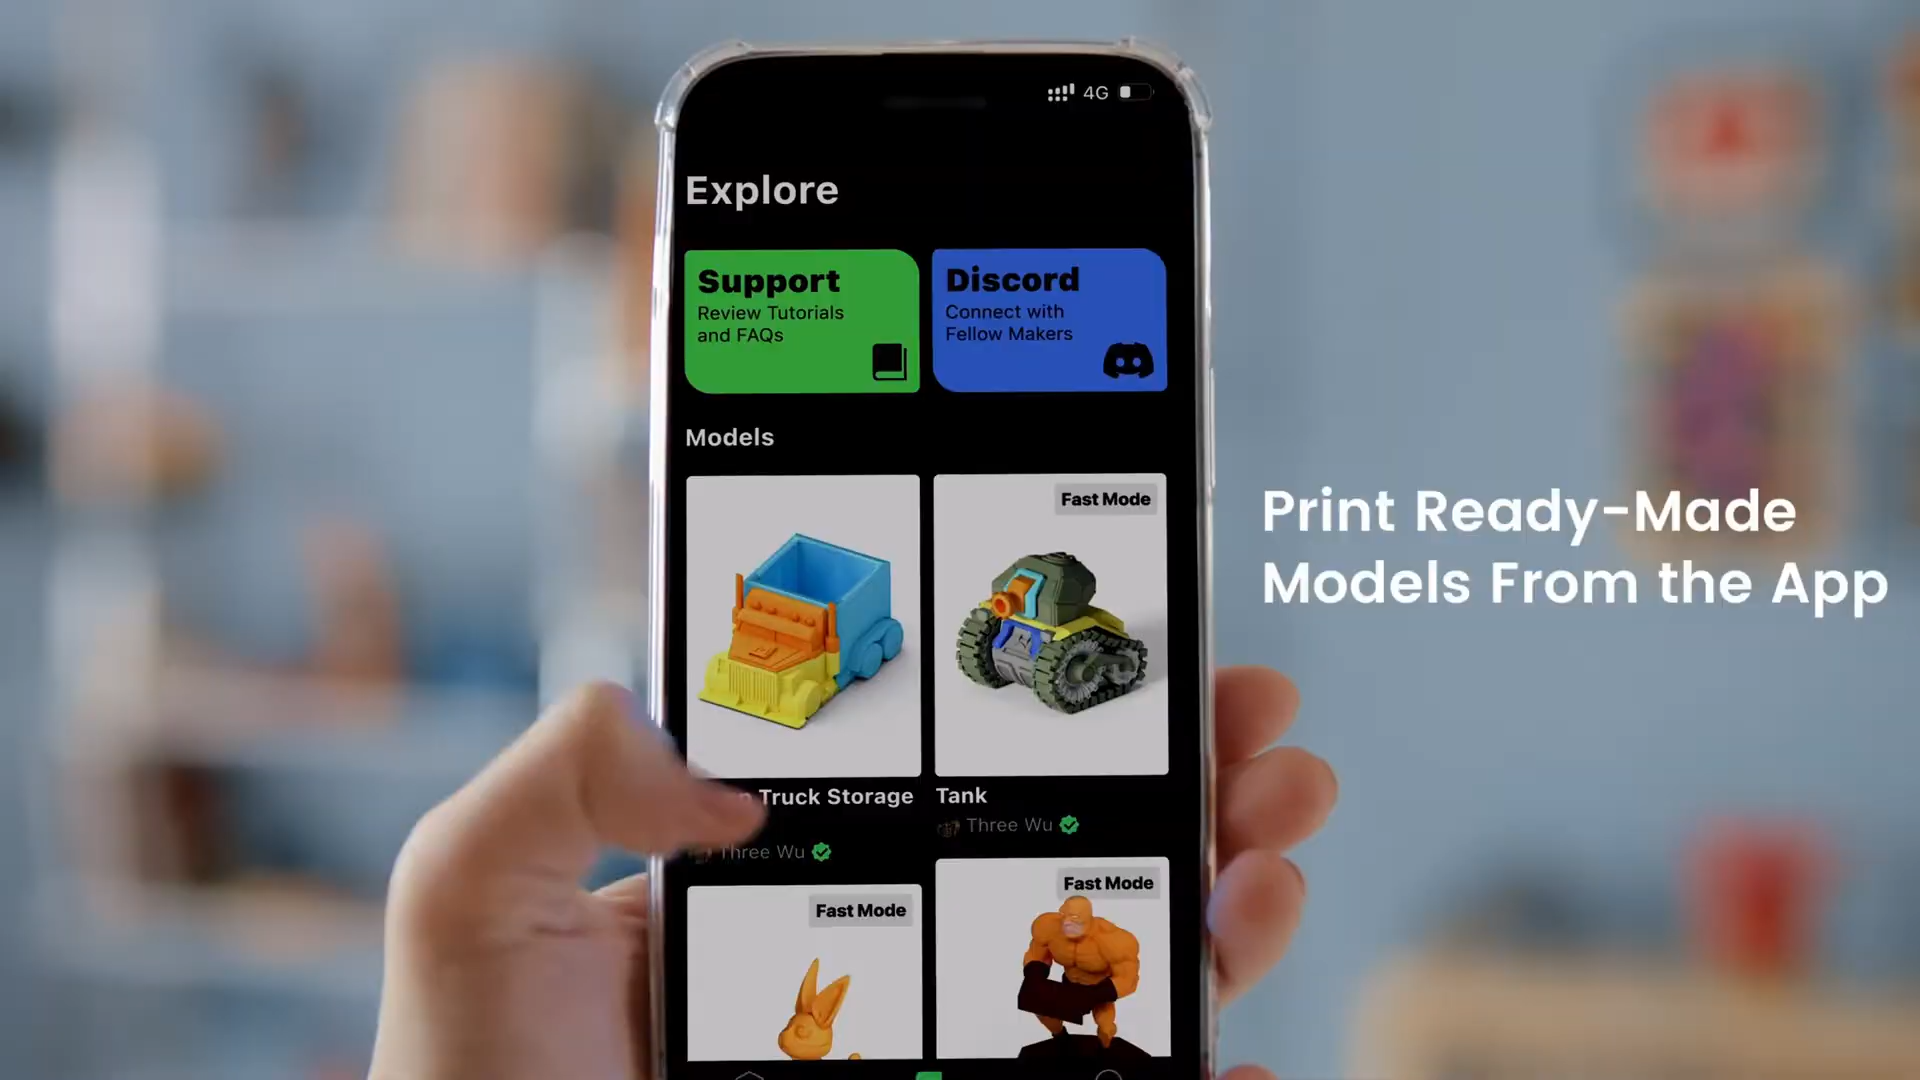 4G
Explore
Support
Review Tutorials
and FAQs
Discord
Connect with
Fellow Makers
Models
Fast Mode
Print Ready-Made
Models From the App
Truck Storage
Tank
Three Wu
Three Wu
Fast Mode
Fast Mode